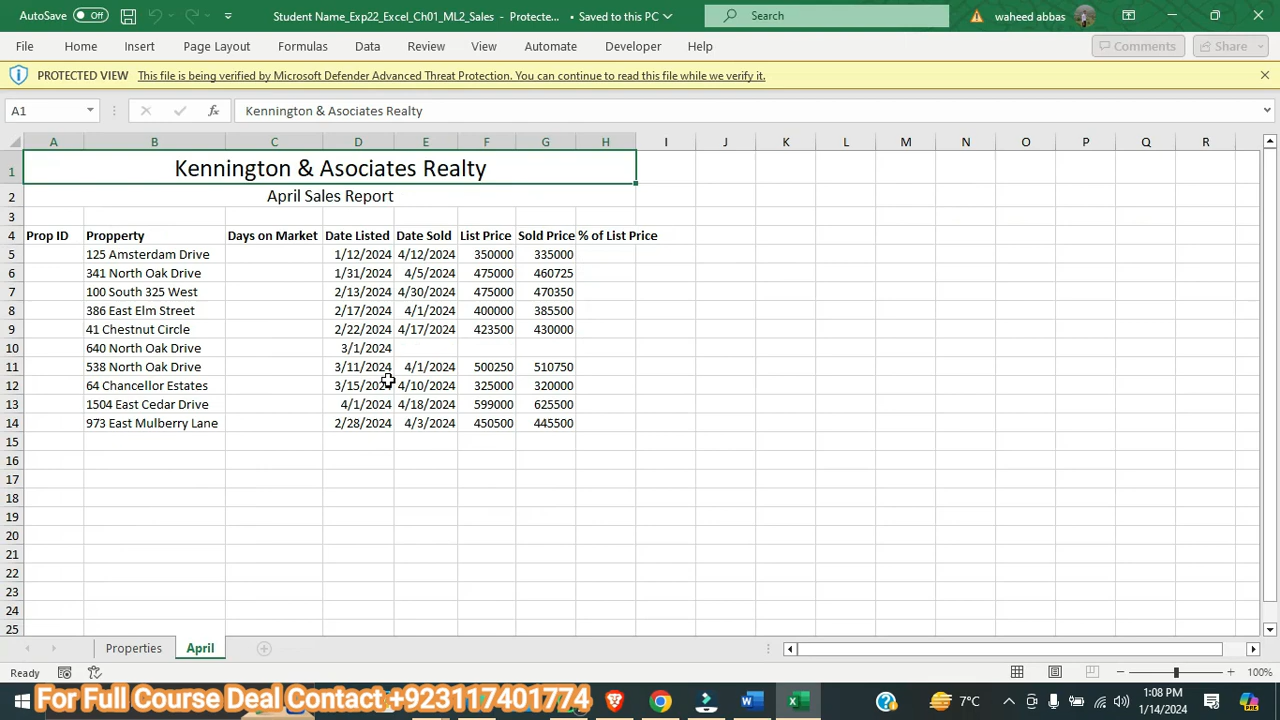 AutoSave Off Student Name_Exp22_Excel_Ch01_ML2_Sales - Protecte... • Saved to this PC Search waheed abbas
File Home Insert Page Layout Formulas Data Review View Automate Developer Help Comments Share
PROTECTED VIEW This file is being verified by Microsoft Defender Advanced Threat Protection. You can continue to read this file while we verify it.
A1 fx Kennington & Asociates Realty
A B C D E F G H I J K L M N O P Q R
1 Kennington & Asociates Realty
2 April Sales Report
3
4 Prop ID Propperty Days on Market Date Listed Date Sold List Price Sold Price % of List Price
5 125 Amsterdam Drive 1/12/2024 4/12/2024 350000 335000
6 341 North Oak Drive 1/31/2024 4/5/2024 475000 460725
7 100 South 325 West 2/13/2024 4/30/2024 475000 470350
8 386 East Elm Street 2/17/2024 4/1/2024 400000 385500
9 41 Chestnut Circle 2/22/2024 4/17/2024 423500 430000
10 640 North Oak Drive 3/1/2024
11 538 North Oak Drive 3/11/2024 4/1/2024 500250 510750
12 64 Chancellor Estates 3/15/2024 4/10/2024 325000 320000
13 1504 East Cedar Drive 4/1/2024 4/18/2024 599000 625500
14 973 East Mulberry Lane 2/28/2024 4/3/2024 450500 445500
15
16
17
18
19
20
21
22
23
24
25
Properties April
Ready 100%
For Full Course Deal Contact +923117401774 7°C 1:08 PM
1/14/2024